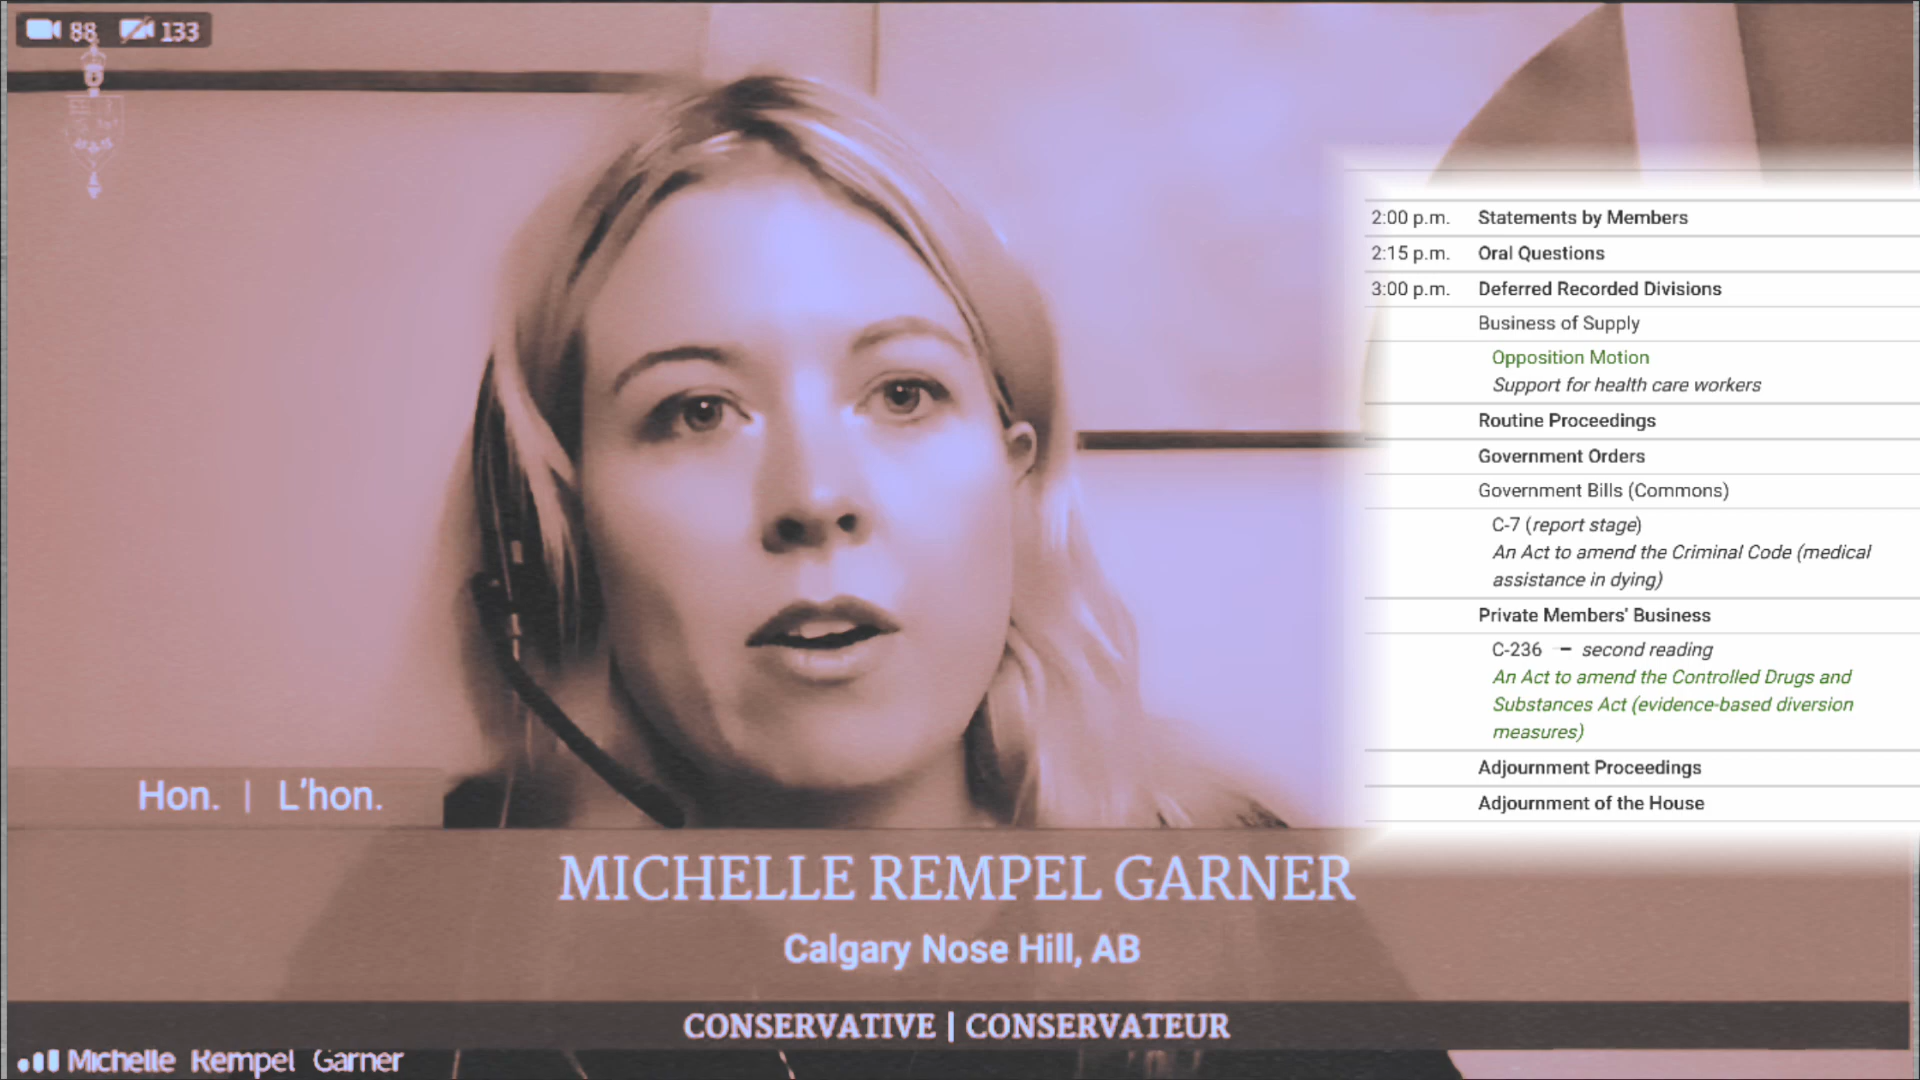 88 133
2:00 p.m. Statements by Members
2:15 p.m. Oral Questions
3:00 p.m. Deferred Recorded Divisions
Business of Supply
Opposition Motion
Support for health care workers
Routine Proceedings
Government Orders
Government Bills (Commons)
C-7 (report stage)
An Act to amend the Criminal Code (medical
assistance in dying)
Private Members' Business
C-236 – second reading
An Act to amend the Controlled Drugs and
Substances Act (evidence-based diversion
measures)
Adjournment Proceedings
Adjournment of the House
Hon. | L'hon.
MICHELLE REMPEL GARNER
Calgary Nose Hill, AB
CONSERVATIVE | CONSERVATEUR
Michelle Rempel Garner